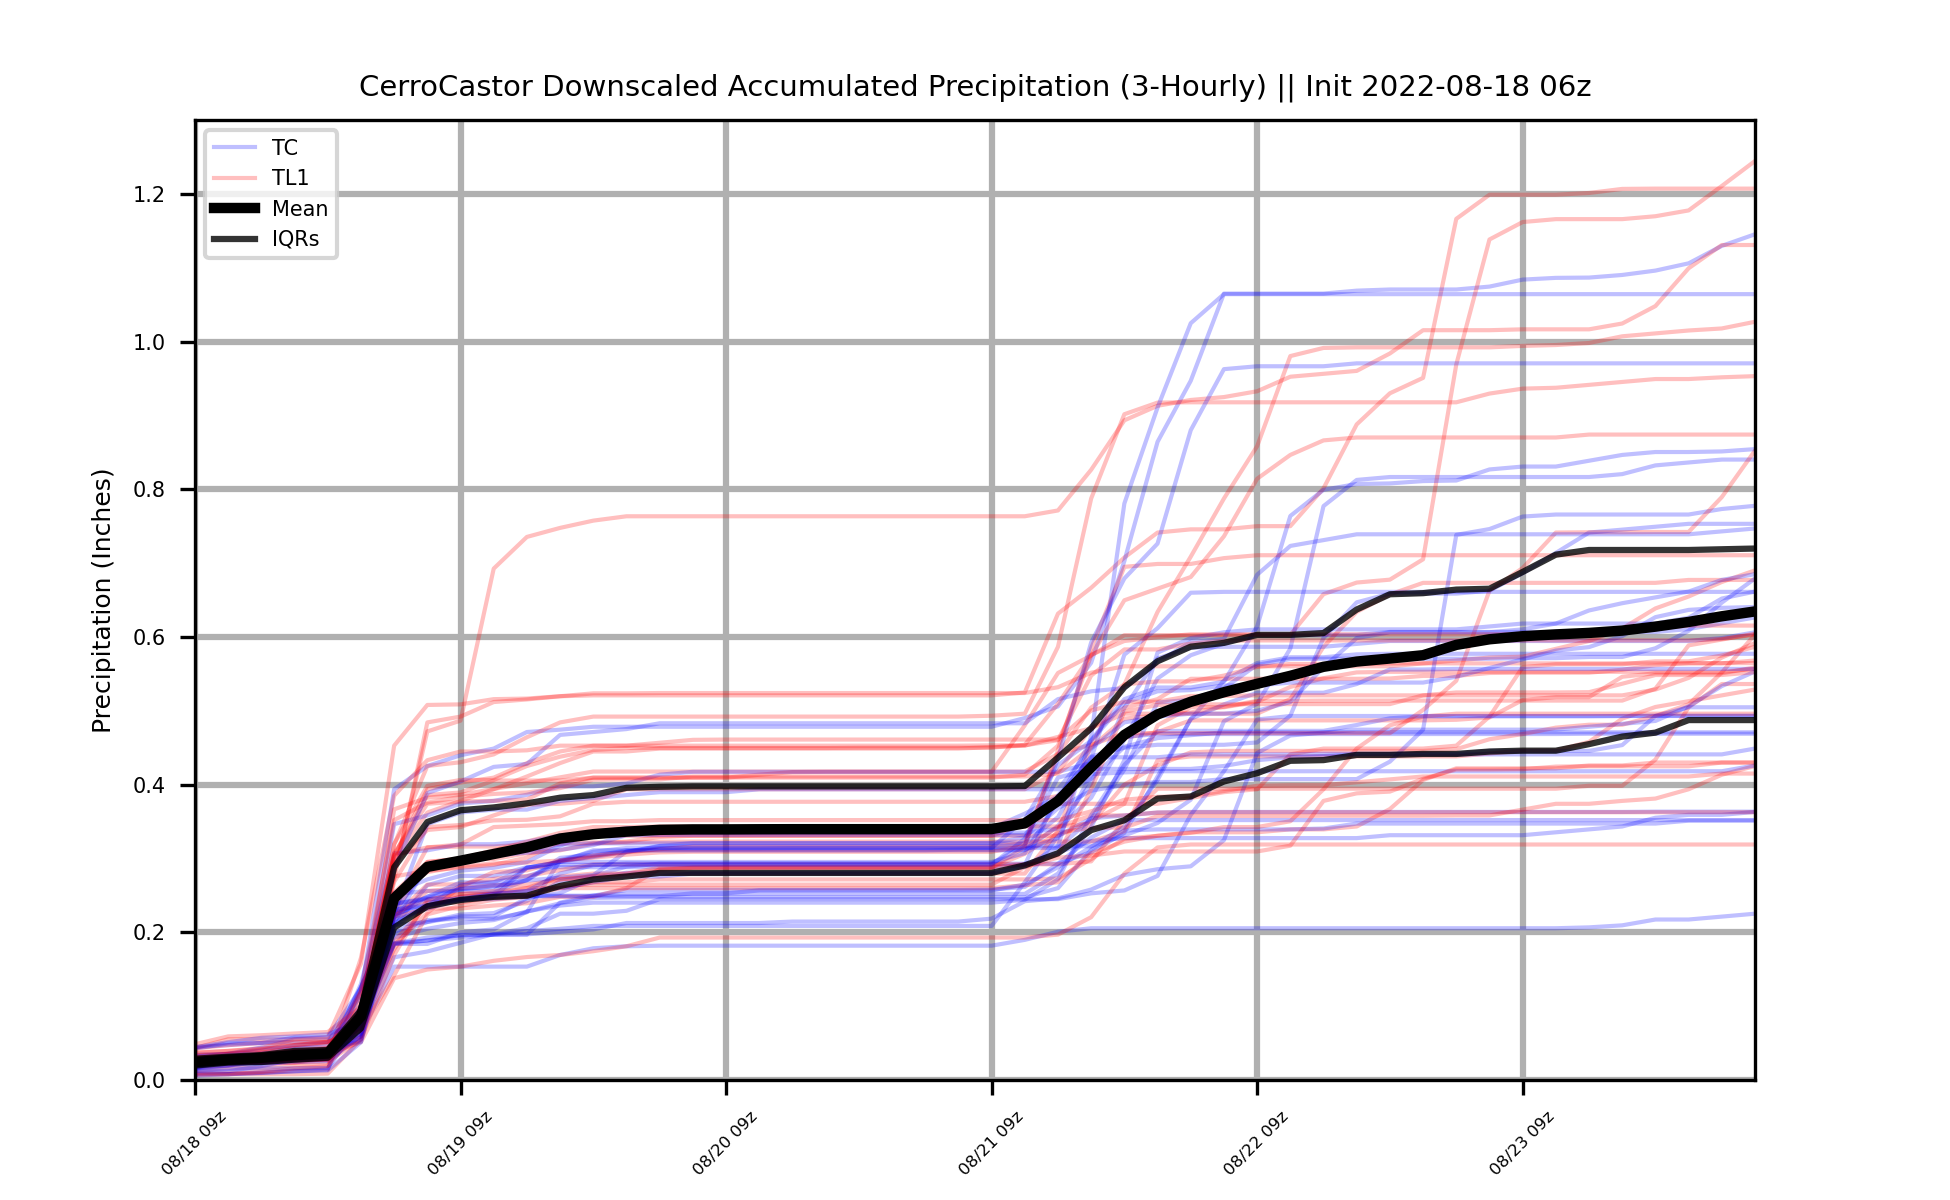 CerroCastor Downscaled Accumulated Precipitation (3-Hourly) || Init 2022-08-18 06z
TC
TL1
Mean
IQRs
Precipitation (Inches)
1.2
1.0
0.8
0.6
0.4
0.2
0.0
08/18 09z
08/19 09z
08/20 09z
08/21 09z
08/22 09z
08/23 09z